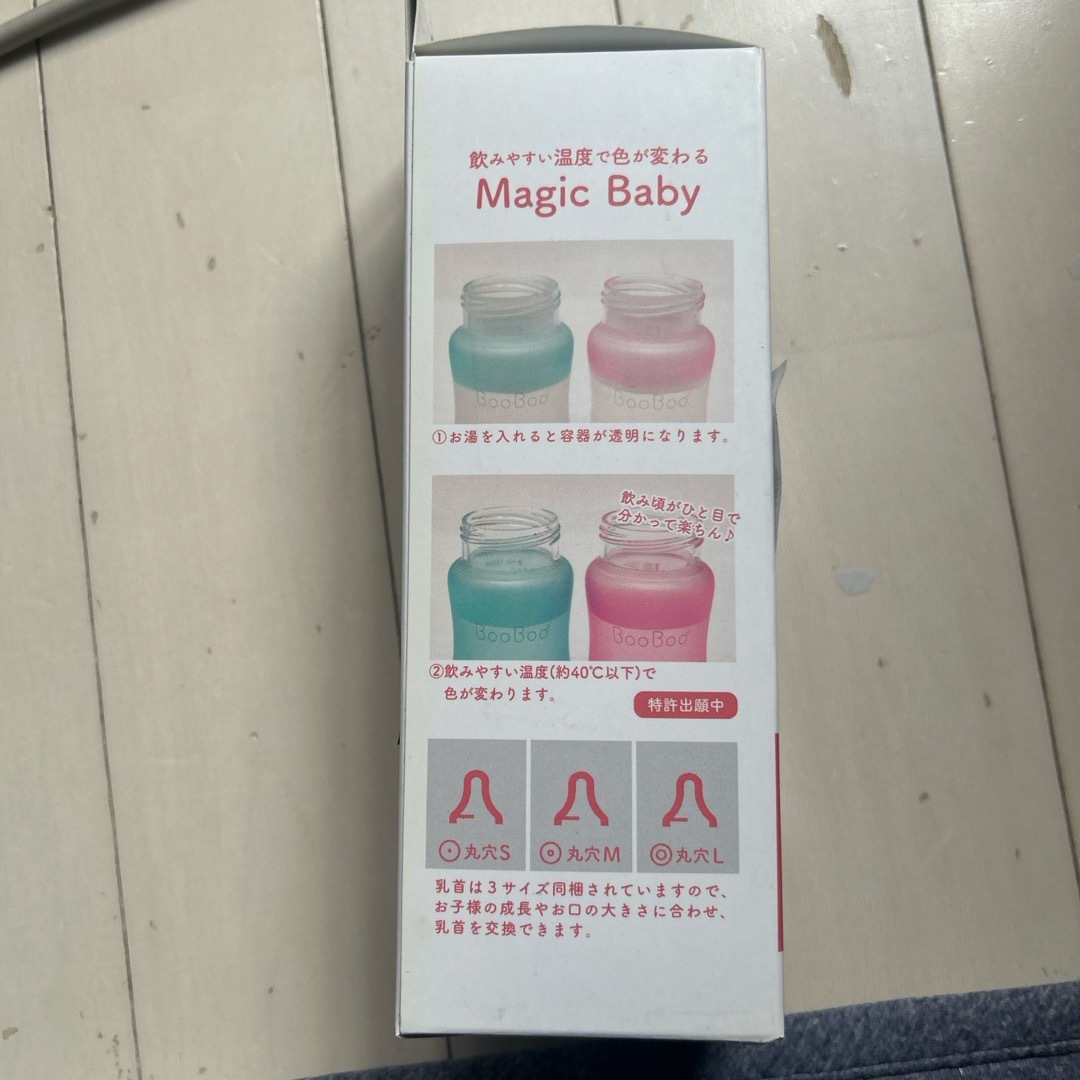 飲みやすい温度で色が変わる
Magic Baby
BooBoo
BooBoo
①お湯を入れると容器が透明になります。
飲み頃がひと目で
分かって楽ちん♪
BooBoo
BooBoo
②飲みやすい温度(約40℃以下)で
色が変わります。
特許出願中
丸穴S
丸穴M
丸穴L
乳首は3サイズ同梱されていますので、
お子様の成長やお口の大きさに合わせ、
乳首を交換できます。